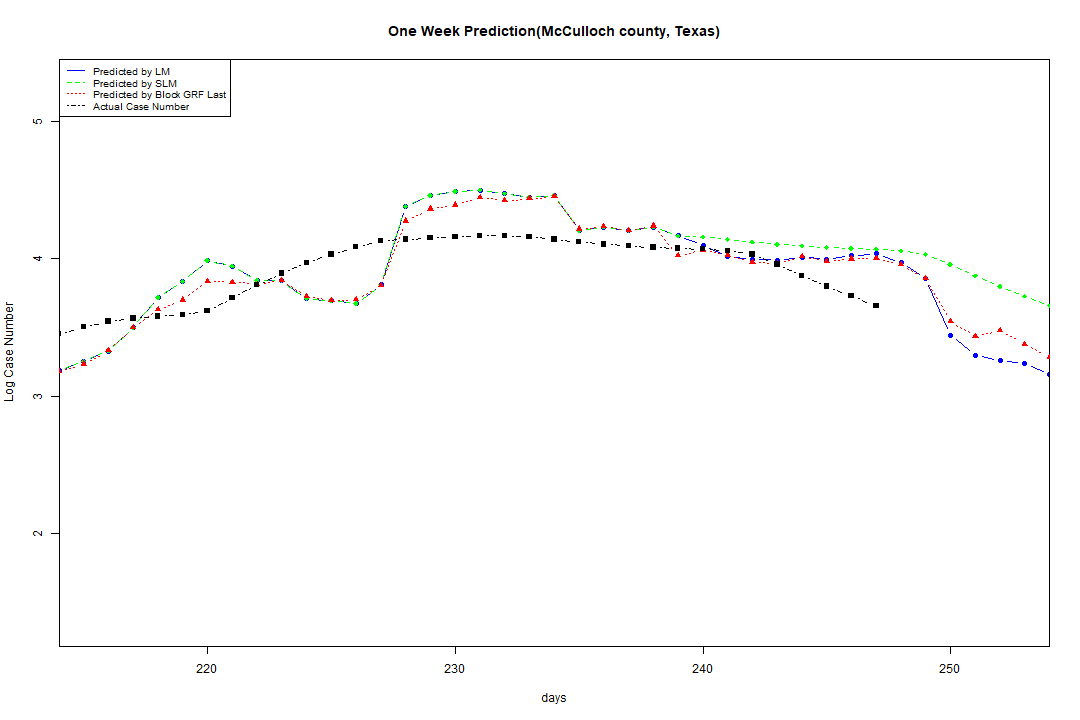 One Week Prediction(McCulloch county, Texas)
Predicted by LM
Predicted by SLM
Predicted by Block GRF Last
Actual Case Number
5
4
3
2
Log Case Number
220 230 240 250
days